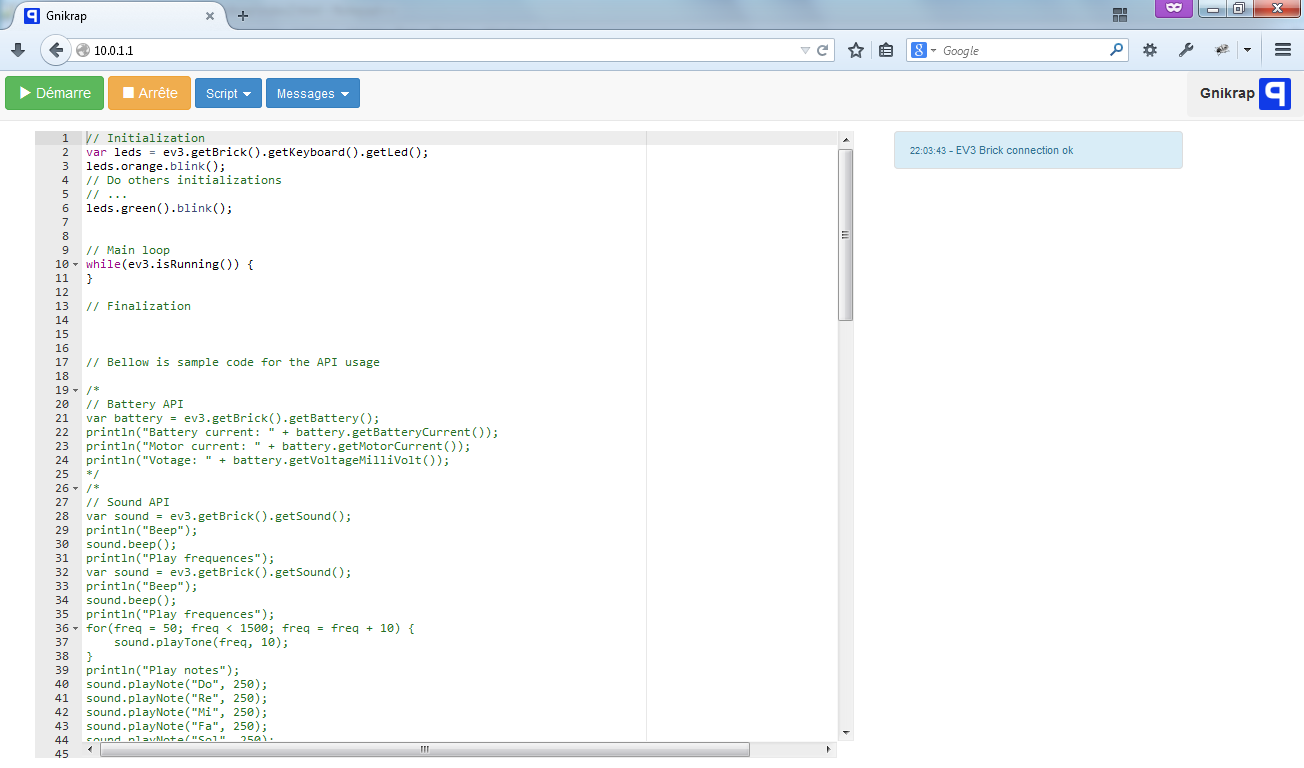 Gnikrap
10.0.1.1
Google
Démarre
Arrête
Script
Messages
Gnikrap
22:03:43 - EV3 Brick connection ok
1 // Initialization
2 var leds = ev3.getBrick().getKeyboard().getLed();
3 leds.orange.blink();
4 // Do others initializations
5 // ...
6 leds.green().blink();
7
8
9 // Main loop
10 while(ev3.isRunning()) {
11 }
12
13 // Finalization
14
15
16
17 // Bellow is sample code for the API usage
18
19 /*
20 // Battery API
21 var battery = ev3.getBrick().getBattery();
22 println("Battery current: " + battery.getBatteryCurrent());
23 println("Motor current: " + battery.getMotorCurrent());
24 println("Votage: " + battery.getVoltageMilliVolt());
25 */
26 /*
27 // Sound API
28 var sound = ev3.getBrick().getSound();
29 println("Beep");
30 sound.beep();
31 println("Play frequences");
32 var sound = ev3.getBrick().getSound();
33 println("Beep");
34 sound.beep();
35 println("Play frequences");
36 for(freq = 50; freq < 1500; freq = freq + 10) {
37 sound.playTone(freq, 10);
38 }
39 println("Play notes");
40 sound.playNote("Do", 250);
41 sound.playNote("Re", 250);
42 sound.playNote("Mi", 250);
43 sound.playNote("Fa", 250);
44 sound.playNote("Sol", 250);
45